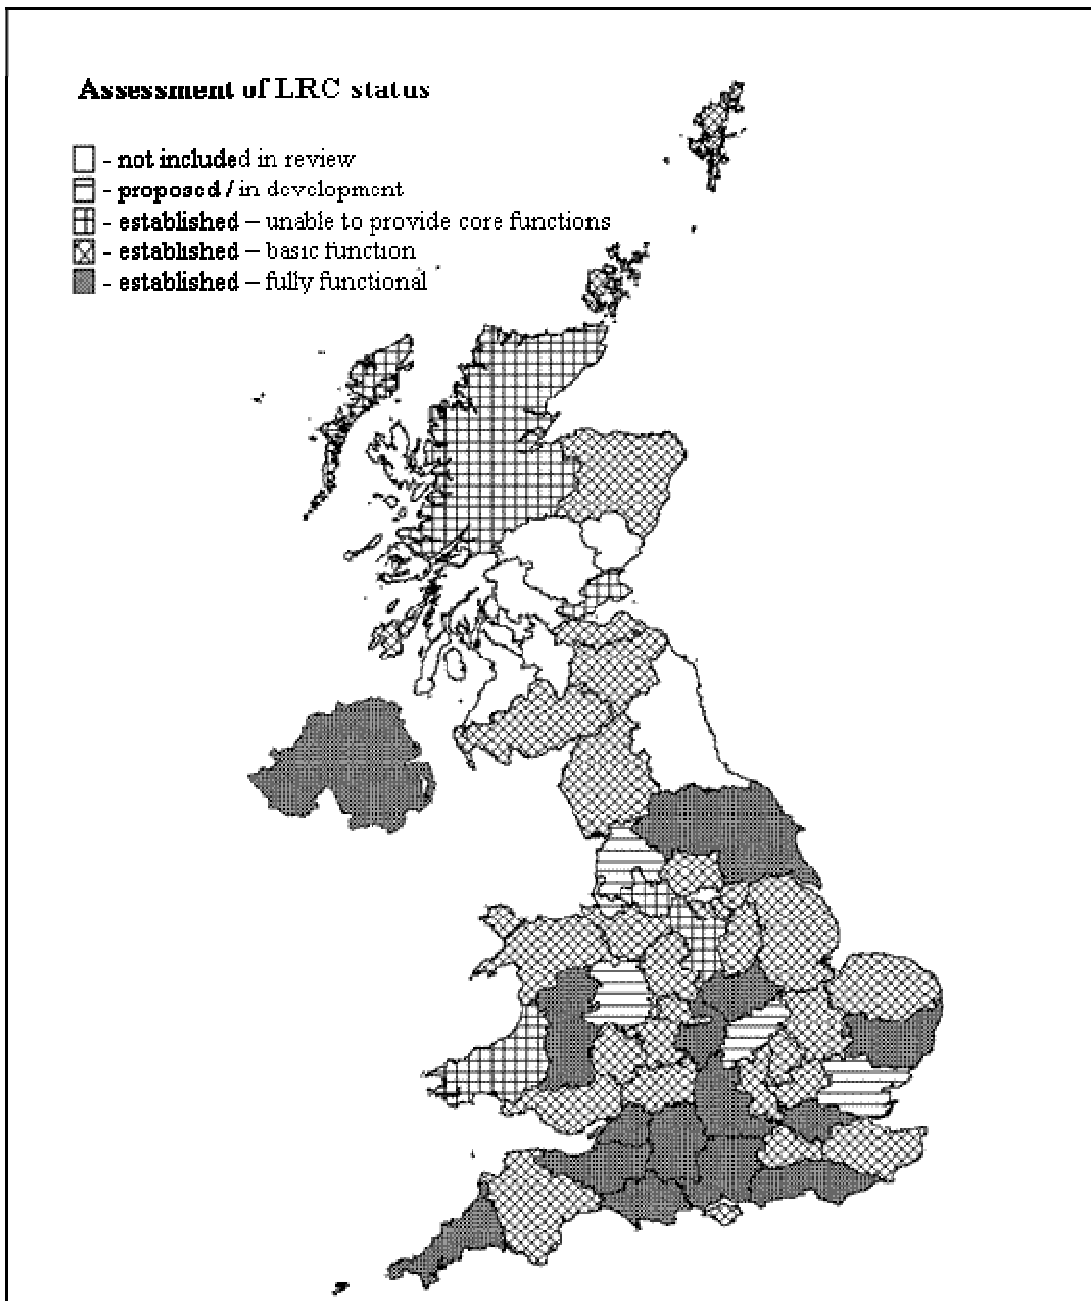 Assessment of LRC status
- not included in review
- proposed / in development
- established – unable to provide core functions
- established – basic function
- established – fully functional